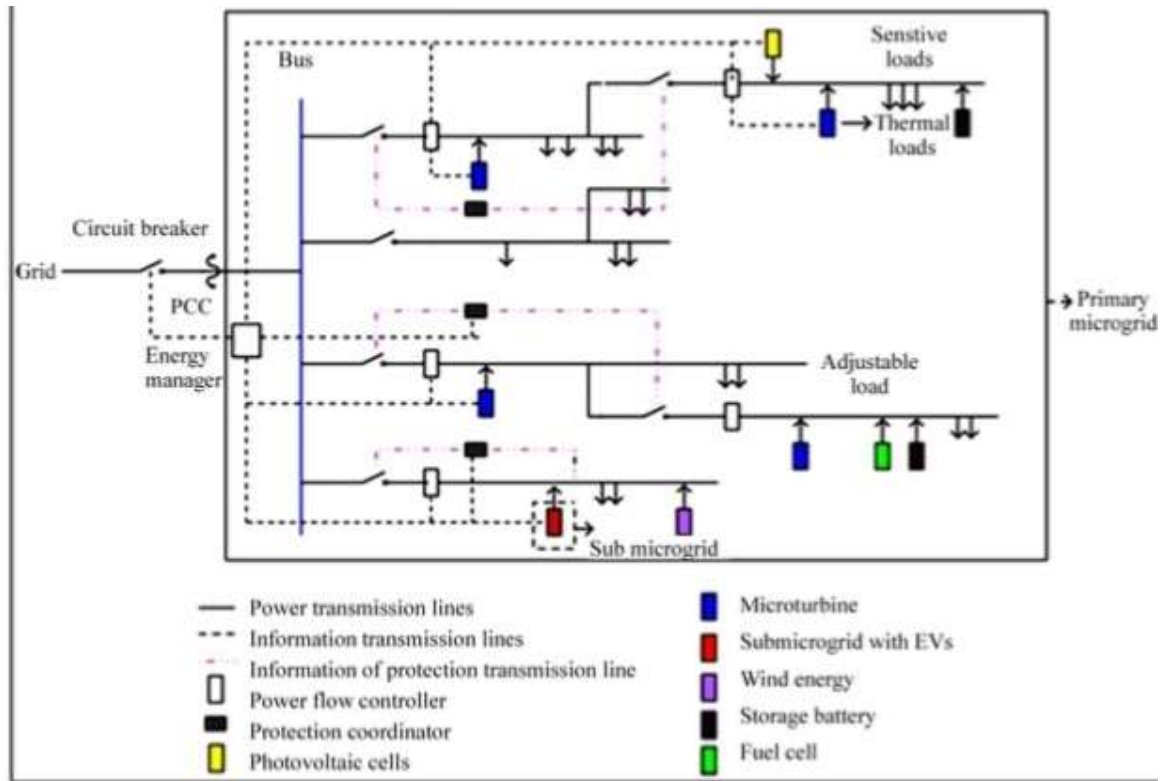 Bus
Senstive
loads
Thermal
loads
Circuit breaker
Grid
PCC
Energy
manager
Primary
microgrid
Adjustable
load
Sub microgrid
Power transmission lines
Information transmission lines
Information of protection transmission line
Power flow controller
Protection coordinator
Photovoltaic cells
Microturbine
Submicrogrid with EVs
Wind energy
Storage battery
Fuel cell